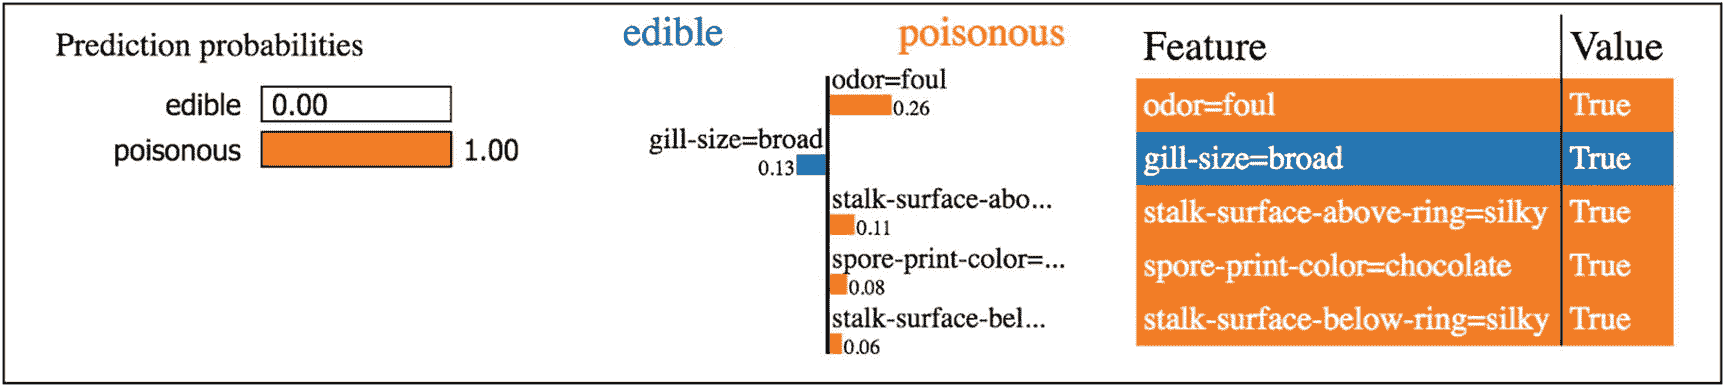 Prediction probabilities
edible 0.00
poisonous 1.00
edible poisonous
odor=foul
0.26
gill-size=broad
0.13
stalk-surface-abo...
0.11
spore-print-color=...
0.08
stalk-surface-bel...
0.06
Feature Value
odor=foul True
gill-size=broad True
stalk-surface-above-ring=silky True
spore-print-color=chocolate True
stalk-surface-below-ring=silky True